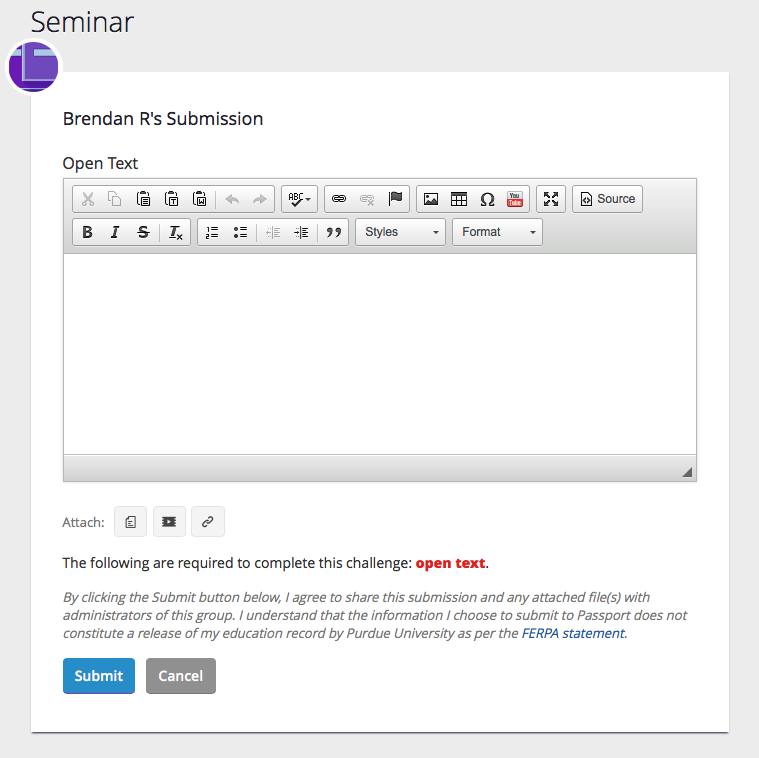 Seminar
Brendan R's Submission
Open Text
ABC
You
Tube
Source
B I S Tx
Styles
Format
Attach:
The following are required to complete this challenge: open text.
By clicking the Submit button below, I agree to share this submission and any attached file(s) with
administrators of this group. I understand that the information I choose to submit to Passport does not
constitute a release of my education record by Purdue University as per the FERPA statement.
Submit
Cancel